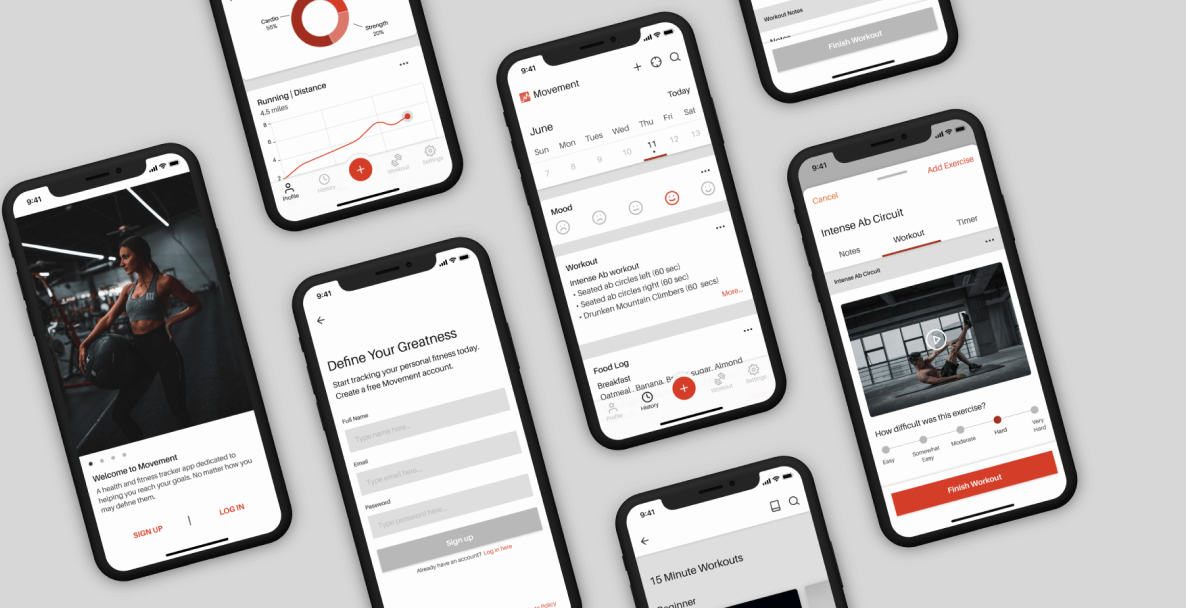 9:41
Welcome to Movement
A health and fitness tracker app dedicated to
helping you reach your goals. No matter how you
may define them.
SIGN UP | LOG IN
Cardio
Strength
20%
Running | Distance
4.5 miles
8
6
4
2
Profile
History
+
Workout
Settings
9:41
Define Your Greatness
Start tracking your personal fitness today.
Create a free Movement account.
Full Name
Type name here...
Email
Type email here...
Password
Type password here...
Sign up
Already have an account? Log in here
Policy
9:41
Movement
Today
June
Sun Mon Tues Wed Thu Fri Sat
7 8 9 10 11 12 13
Mood
Workout
Intense Ab workout
• Seated ab circles left (60 sec)
• Seated ab circles right (60 sec)
• Drunken Mountain Climbers (60 secs)
More...
Food Log
Breakfast
Oatmeal, Banana, sugar, Almond
Profile
History
+
Workout
Settings
9:41
15 Minute Workouts
Beginner
Workout Notes
Notes
Finish Workout
9:41
Cancel
Add Exercise
Intense Ab Circuit
Notes Workout Timer
Intense Ab Circuit
How difficult was this exercise?
Easy
Somewhat
Easy
Moderate
Hard
Very
Hard
Finish Workout